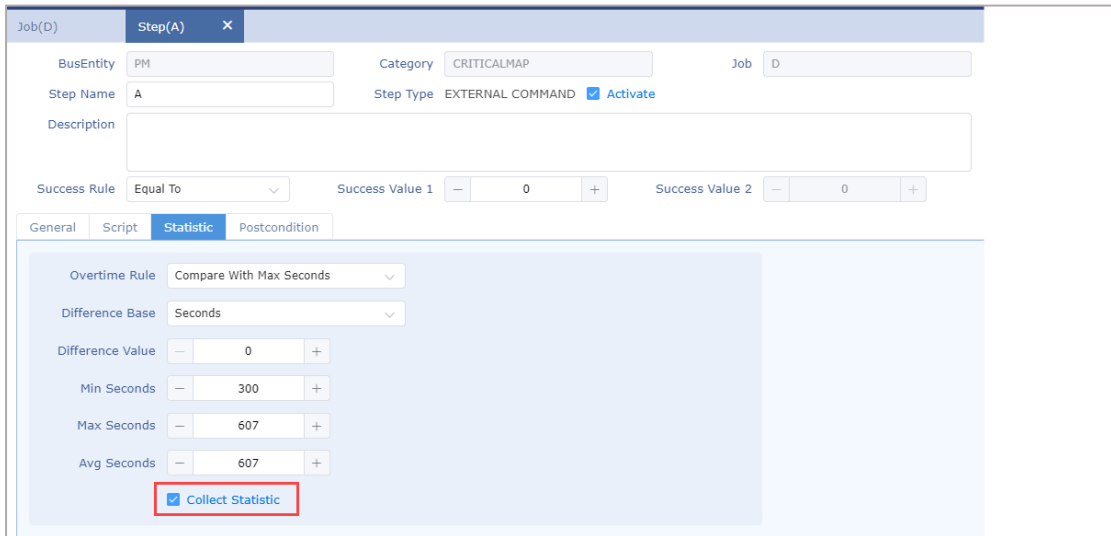 Job(D) Step(A) ×
BusEntity PM Category CRITICALMAP Job D
Step Name A Step Type EXTERNAL COMMAND Activate
Description
Success Rule Equal To Success Value 1 − 0 + Success Value 2 − 0 +
General Script Statistic Postcondition
Overtime Rule Compare With Max Seconds
Difference Base Seconds
Difference Value − 0 +
Min Seconds − 300 +
Max Seconds − 607 +
Avg Seconds − 607 +
Collect Statistic